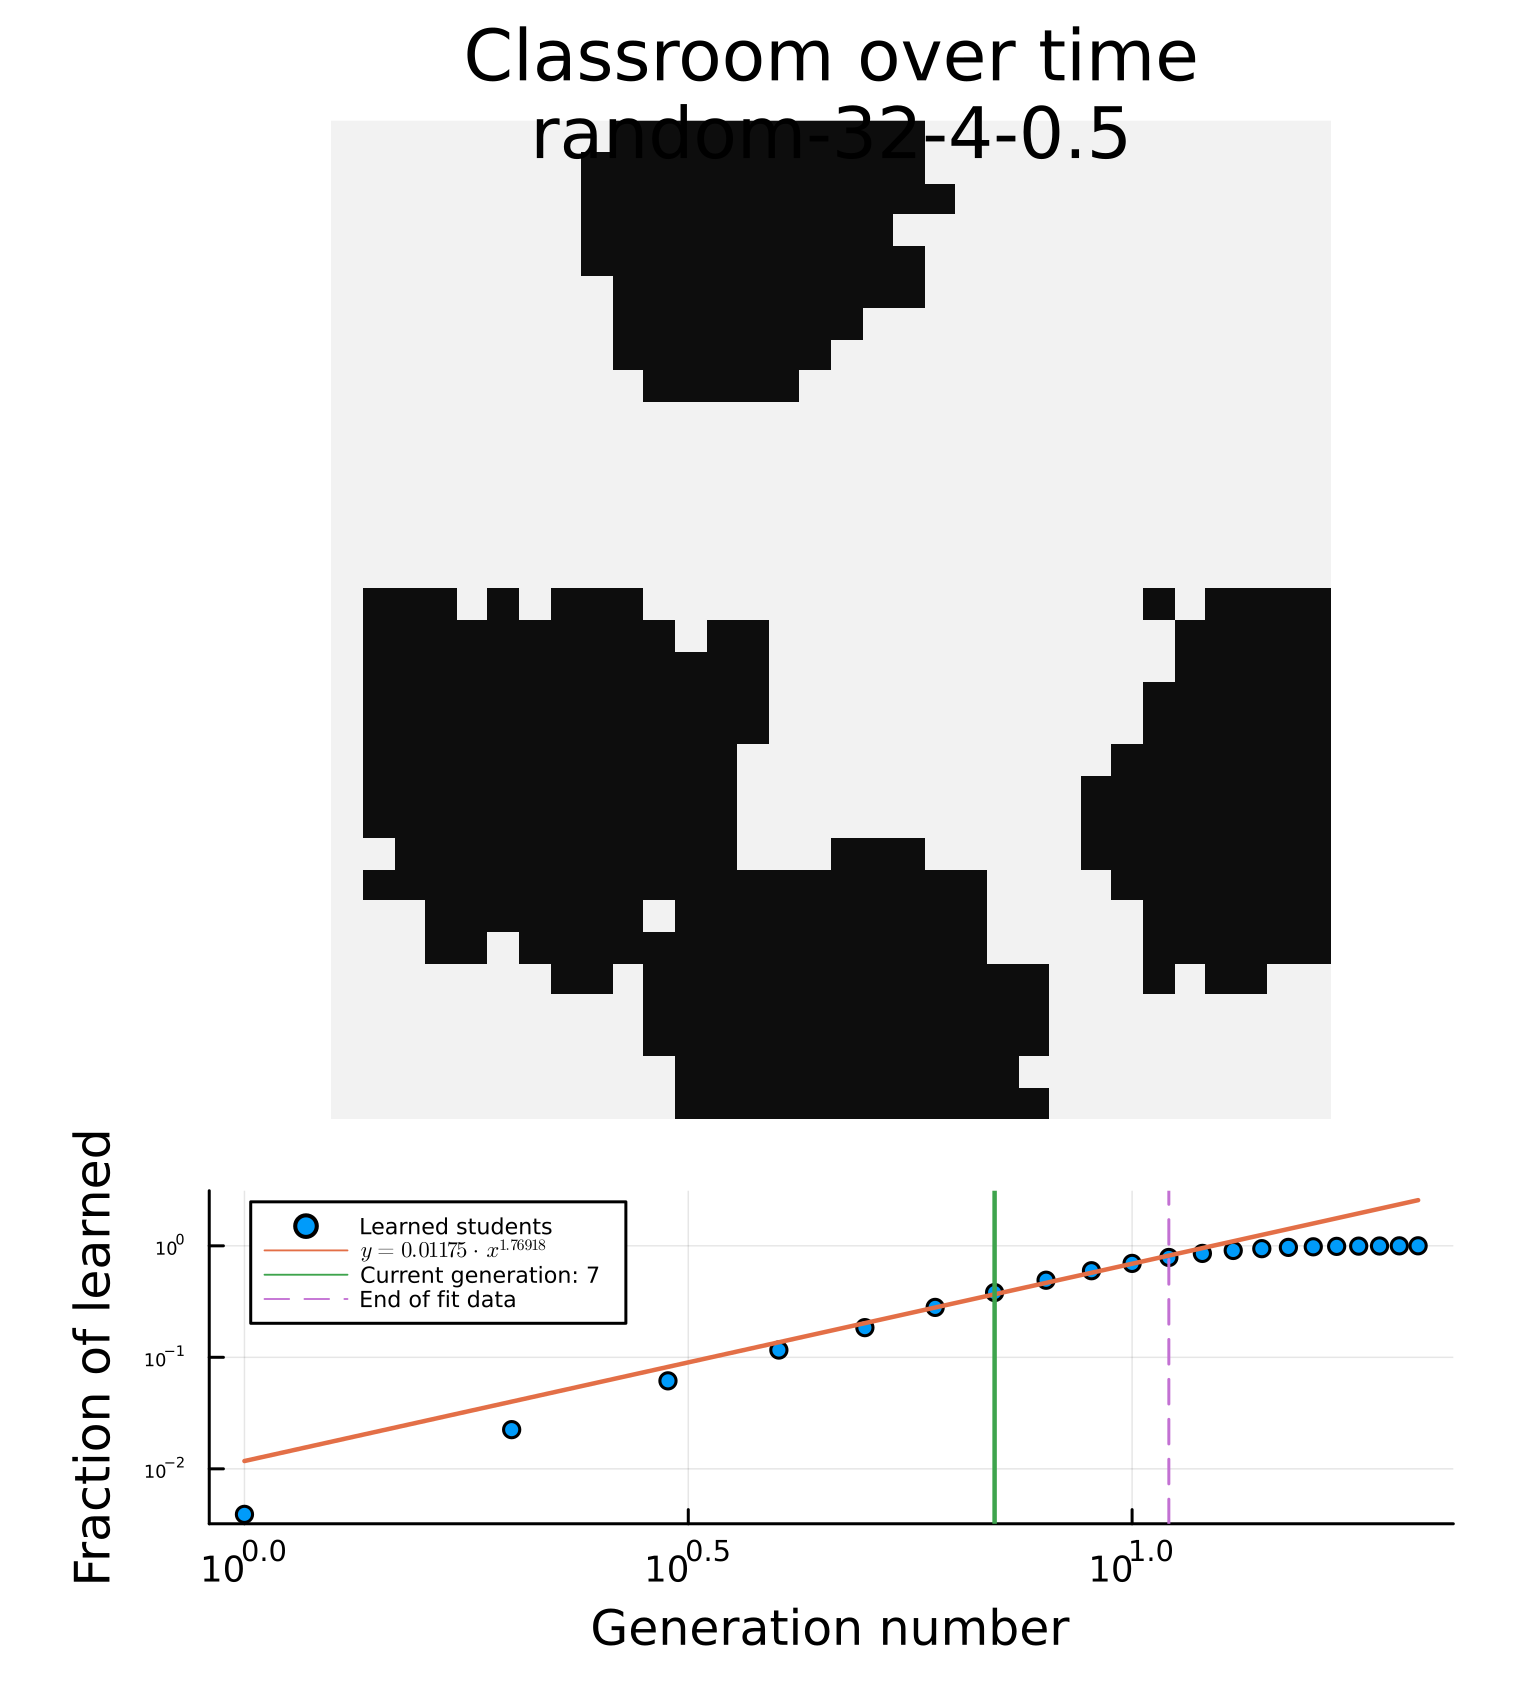 Classroom over time
random-32-4-0.5
Fraction of learned
10^0
10^−1
10^−2
Learned students
y = 0.01175 · x^1.76918
Current generation: 7
End of fit data
10^0.0 10^0.5 10^1.0
Generation number